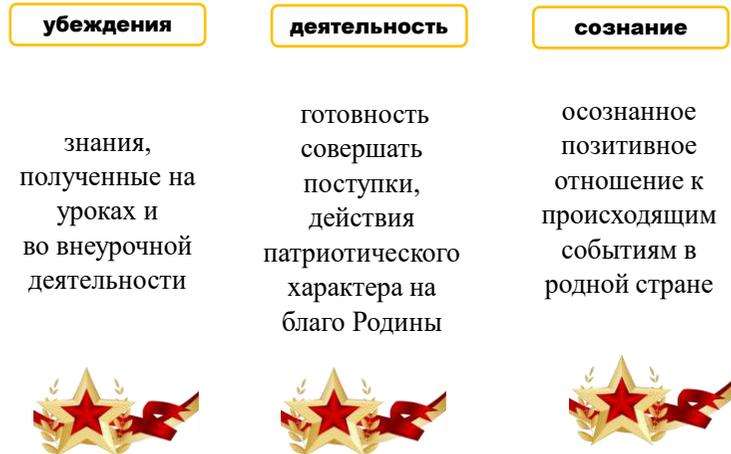 убеждения
знания,
полученные на
уроках и
во внеурочной
деятельности
деятельность
готовность
совершать
поступки,
действия
патриотического
характера на
благо Родины
сознание
осознанное
позитивное
отношение к
происходящим
событиям в
родной стране